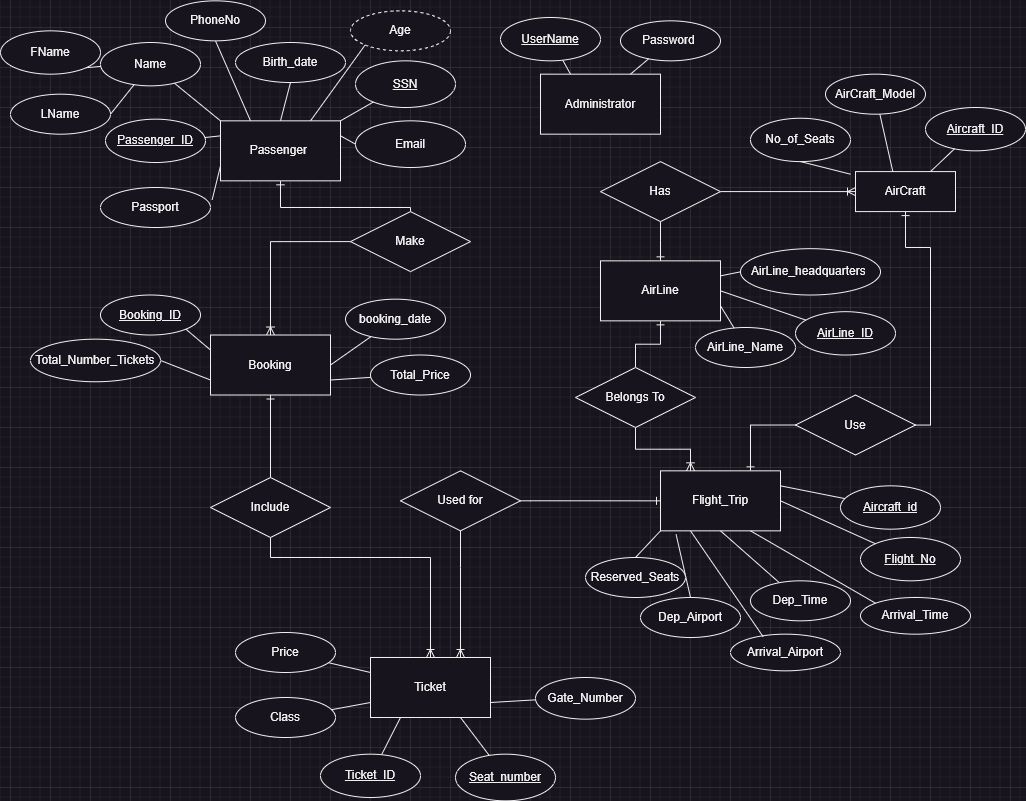 PhoneNo
Age
FName
Name
Birth_date
SSN
LName
Passenger_ID
Passenger
Email
Passport
Make
UserName
Password
Administrator
AirCraft_Model
No_of_Seats
Aircraft_ID
Has
AirCraft
AirLine
AirLine_headquarters
AirLine_Name
AirLine_ID
Booking_ID
booking_date
Total_Number_Tickets
Booking
Total_Price
Belongs To
Use
Include
Used for
Flight_Trip
Aircraft_id
Flight_No
Reserved_Seats
Dep_Airport
Dep_Time
Arrival_Time
Arrival_Airport
Price
Ticket
Class
Gate_Number
Ticket_ID
Seat_number